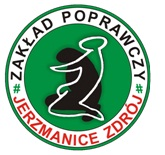 # ZAKŁAD POPRAWCZY #
JERZMANICE ZDRÓJ